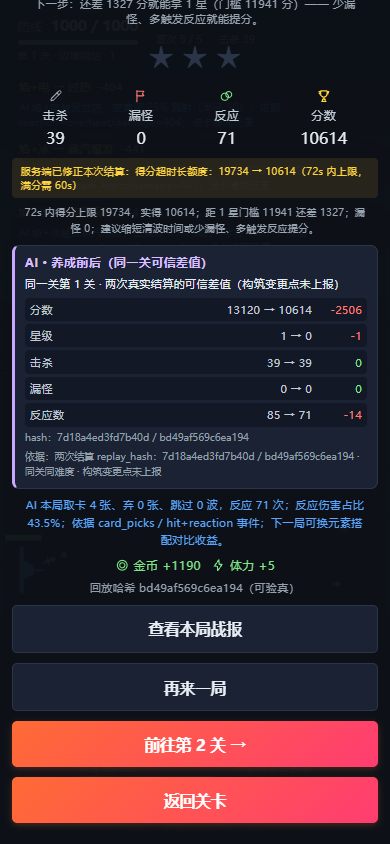 下一步：还差 1327 分就能拿 1 星（门槛 11941 分）—— 少漏
怪、多触发反应就能提分。
击杀 漏怪 反应 得分
39 0 71 10614
服务端已修正本次结算：得分超时长额度：19734 → 10614（72s 内上限，
满分需 60s）
72s 内得分上限 19734，实得 10614；距 1 星门槛 11941 还差 1327；漏
怪 0；建议缩短清波时间或少漏怪、多触发反应提分。
AI · 养成前后（同一关可信差值）
同一关第 1 关 · 两次真实结算的可信差值（构筑变更点未上报）
分数 13120 → 10614 -2506
星级 1 → 0 -1
击杀 39 → 39 0
漏怪 0 → 0 0
反应数 85 → 71 -14
hash：7d18a4ed3fd7b40d / bd49af569c6ea194
依据：两次结算 replay_hash：7d18a4ed3fd7b40d / bd49af569c6ea194 ·
同关同难度 · 构筑变更点未上报
AI 本局取卡 4 张、弃 0 张、跳过 0 波，反应 71 次；反应伤害占比
43.5%；依据 card_picks / hit+reaction 事件；下一局可换元素搭
配对比收益。
金币 +1190 体力 +5
回放哈希 bd49af569c6ea194（可验真）
查看本局战报
再来一局
前往第 2 关 →
返回关卡